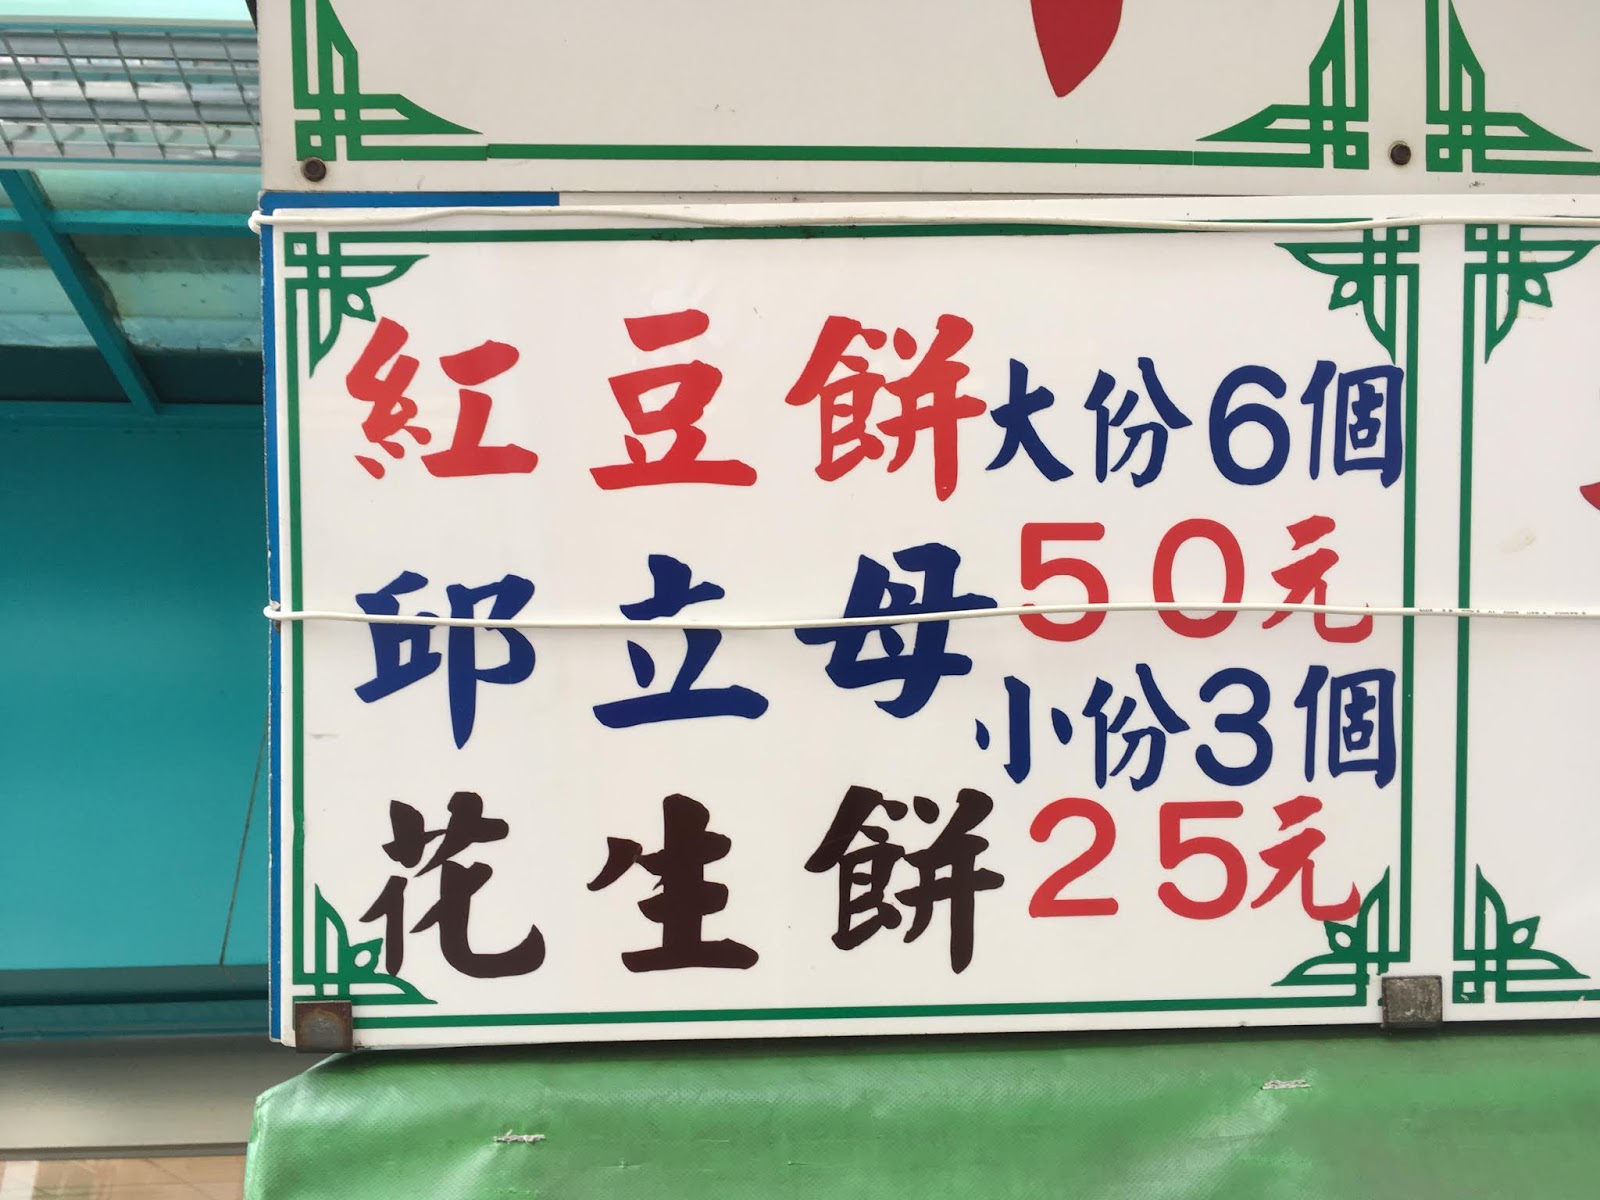 紅豆餅
邱立母
花生餅
大份6個
50元
小份3個
25元